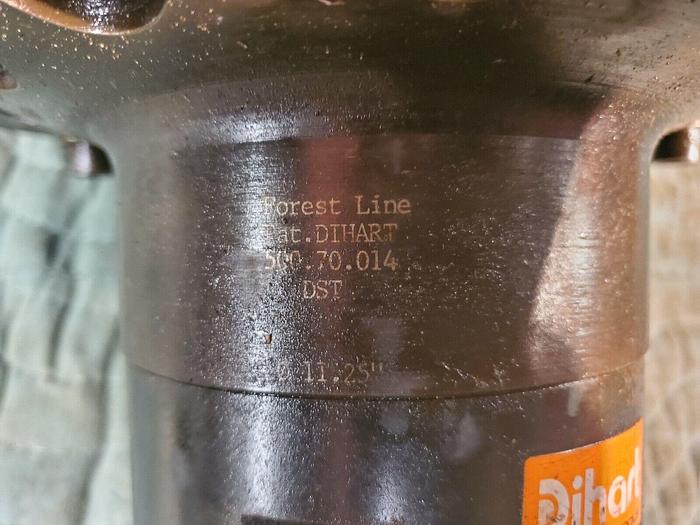 Forest Line
Pat.DIHART
500.70.014
DST
11.25"
Dihart